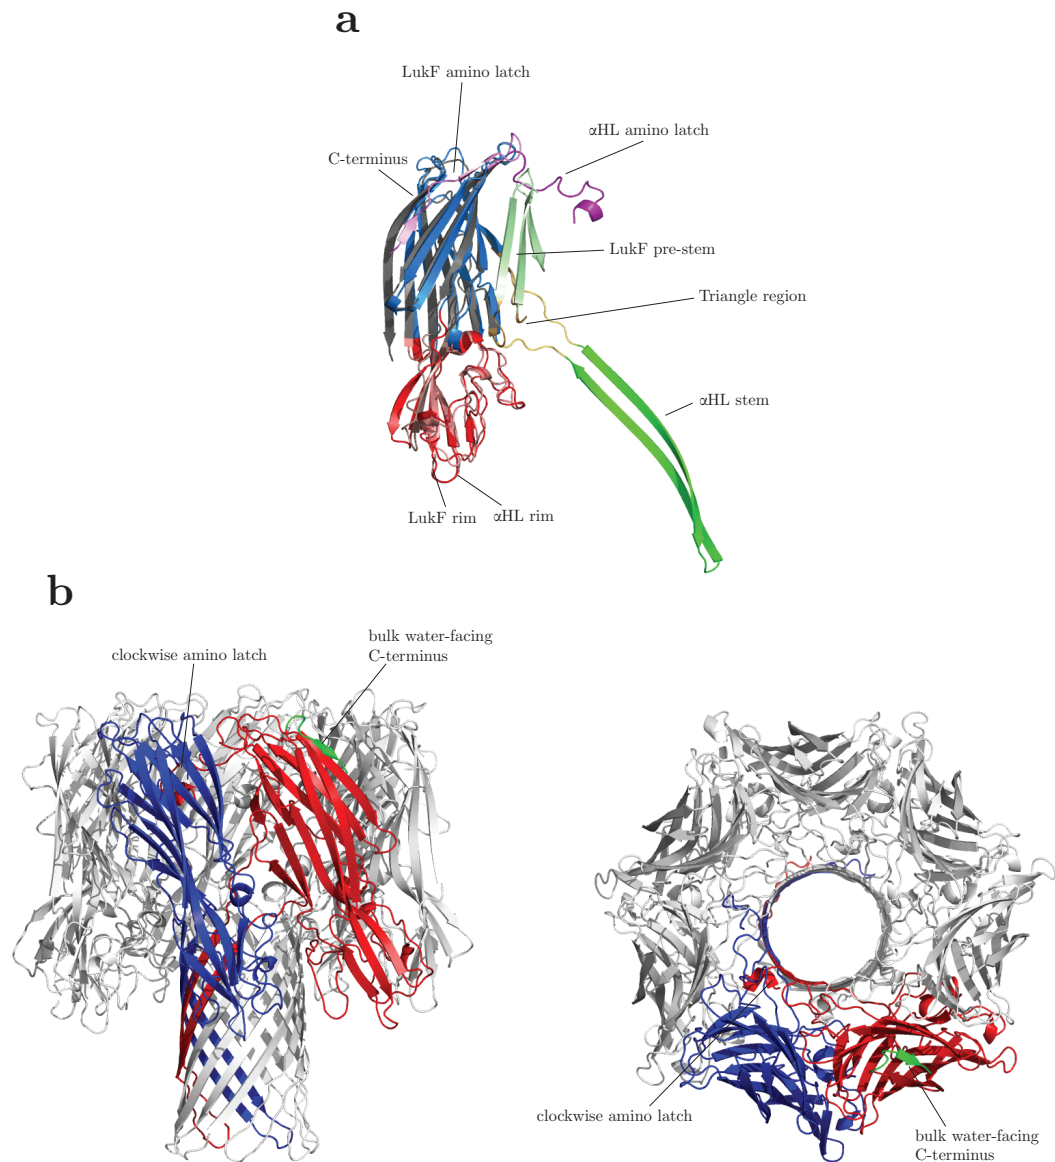 a
LukF amino latch
αHL amino latch
C-terminus
LukF pre-stem
Triangle region
αHL stem
LukF rim
αHL rim
b
bulk water-facing
C-terminus
clockwise amino latch
clockwise amino latch
bulk water-facing
C-terminus